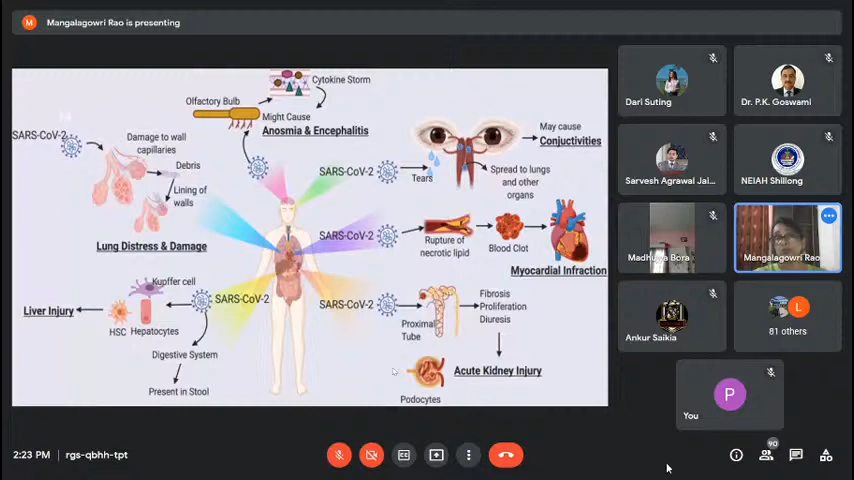 M
Mangalagowri Rao is presenting
Cytokine Storm
Olfactory Bulb
Might Cause
Anosmia & Encephalitis
SARS-CoV-2
Damage to wall
capillaries
Debris
Lining of
walls
Lung Distress & Damage
SARS-CoV-2
Tears
May cause
Conjuctivities
Spread to lungs
and other
organs
SARS-CoV-2
Rupture of
necrotic lipid
Blood Clot
Myocardial Infraction
Kupffer cell
SARS-CoV-2
Liver Injury
HSC
Hepatocytes
Digestive System
Present in Stool
SARS-CoV-2
Proximal
Tube
Fibrosis
Proliferation
Diuresis
Acute Kidney Injury
Podocytes
Dari Suting
Dr. P.K. Goswami
Sarvesh Agrawal Jai...
NEIAH Shillong
Madhurya Bora
Mangalagowri Rao
Ankur Saikia
L
81 others
P
You
2:23 PM | rgs-qbhh-tpt
90